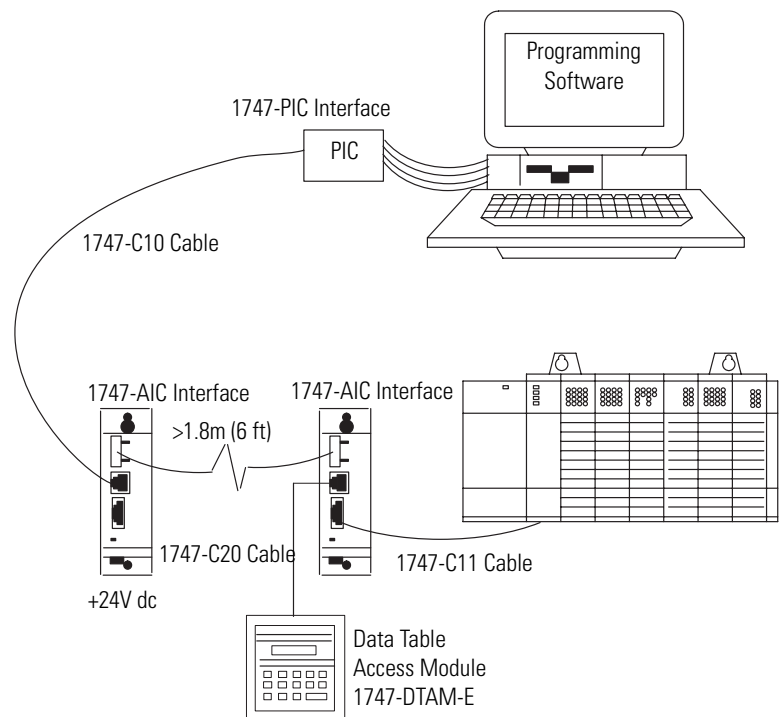 Programming
Software
1747-PIC Interface
PIC
1747-C10 Cable
1747-AIC Interface
1747-AIC Interface
>1.8m (6 ft)
1747-C20 Cable
1747-C11 Cable
+24V dc
Data Table
Access Module
1747-DTAM-E